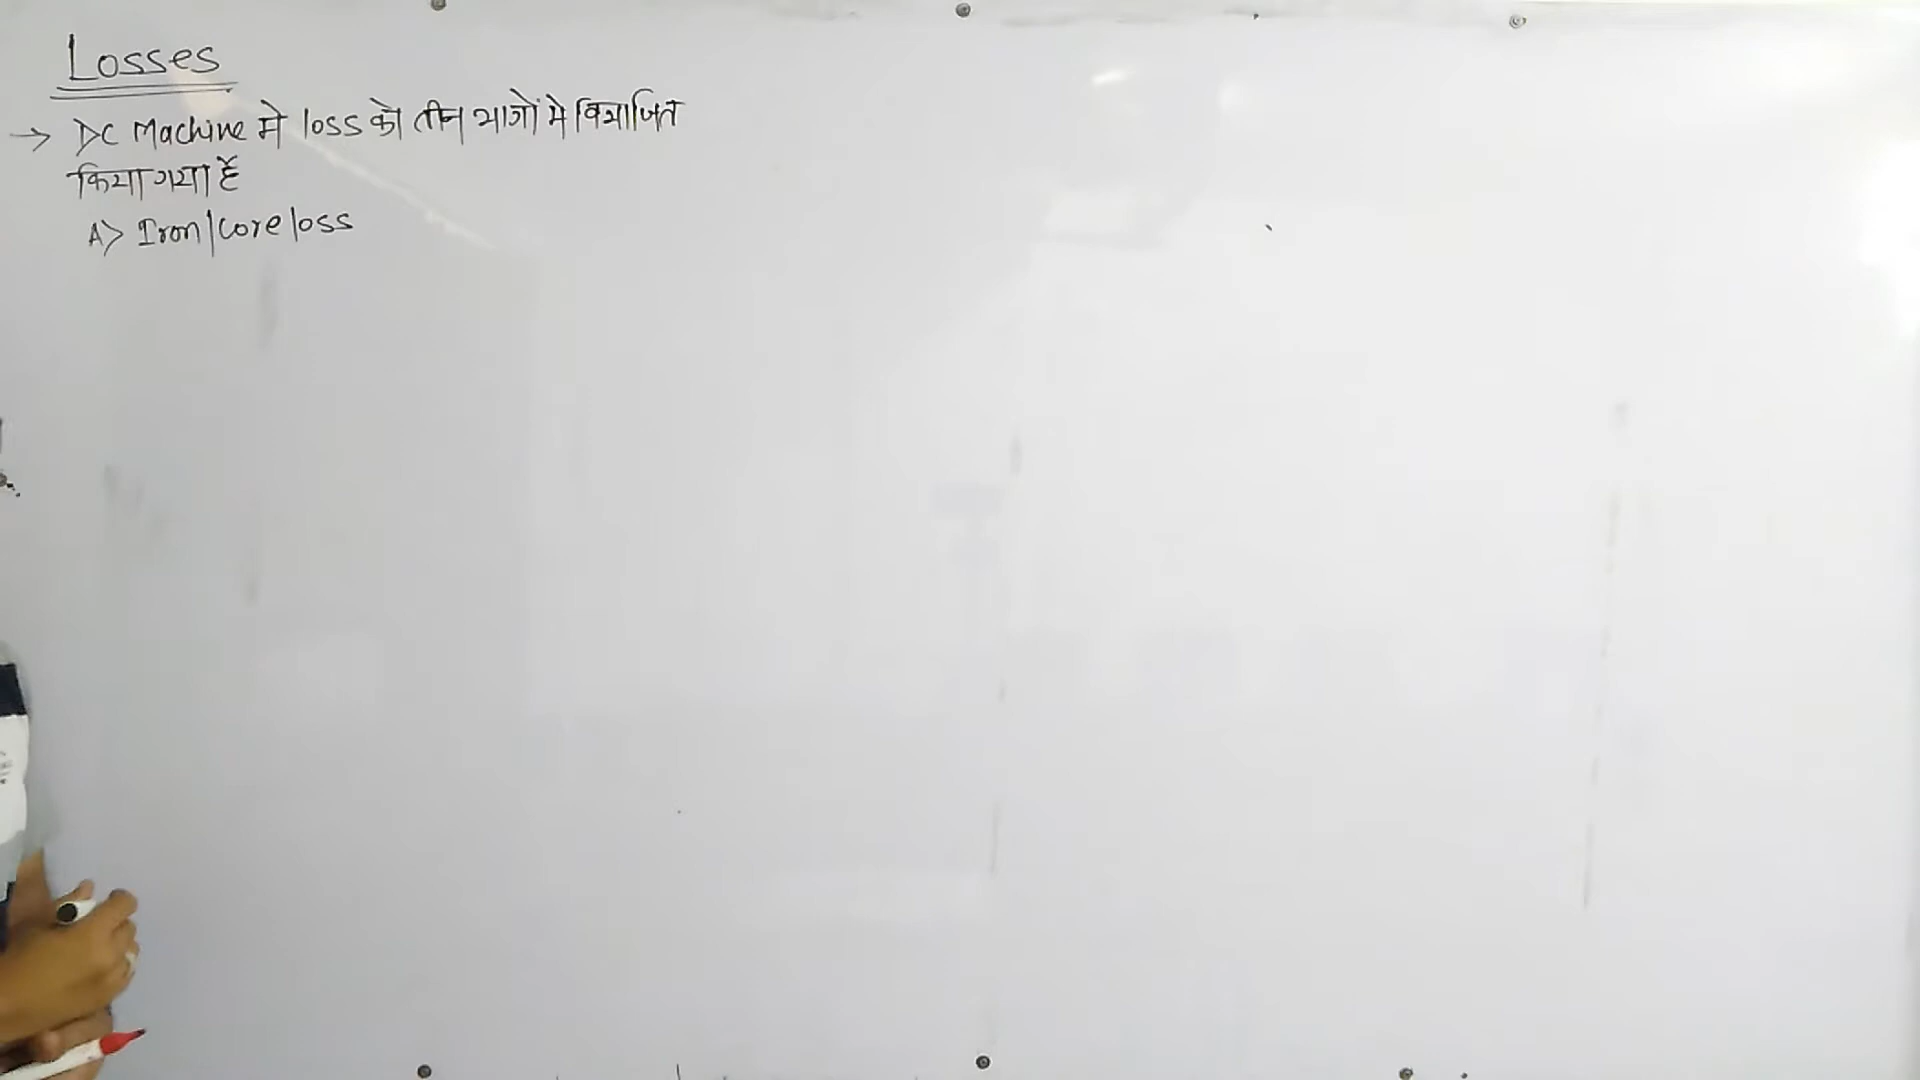 Losses
→ DC Machine मे loss को तीन भागों मे विभाजित
किया गया है
A> Iron/Core loss